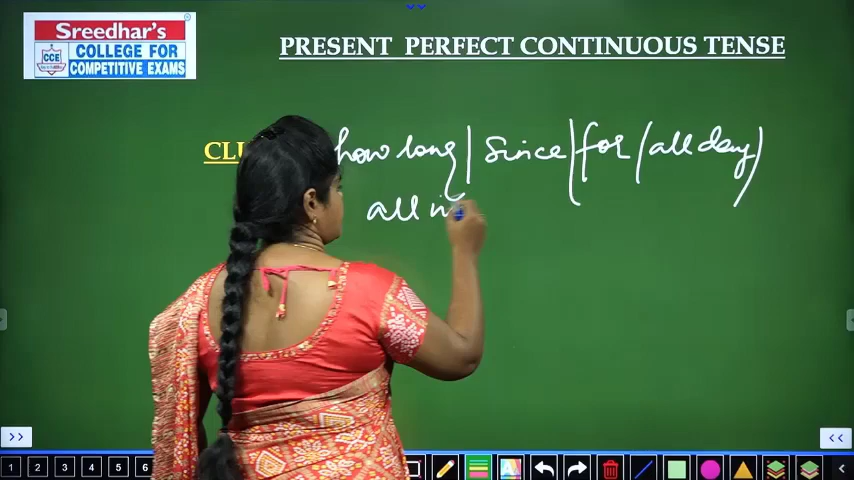 Sreedhar's
CCE
COLLEGE FOR
COMPETITIVE EXAMS
PRESENT PERFECT CONTINUOUS TENSE
how long | Since | for / all day /
all
>>
<<
1 2 3 4 5 6